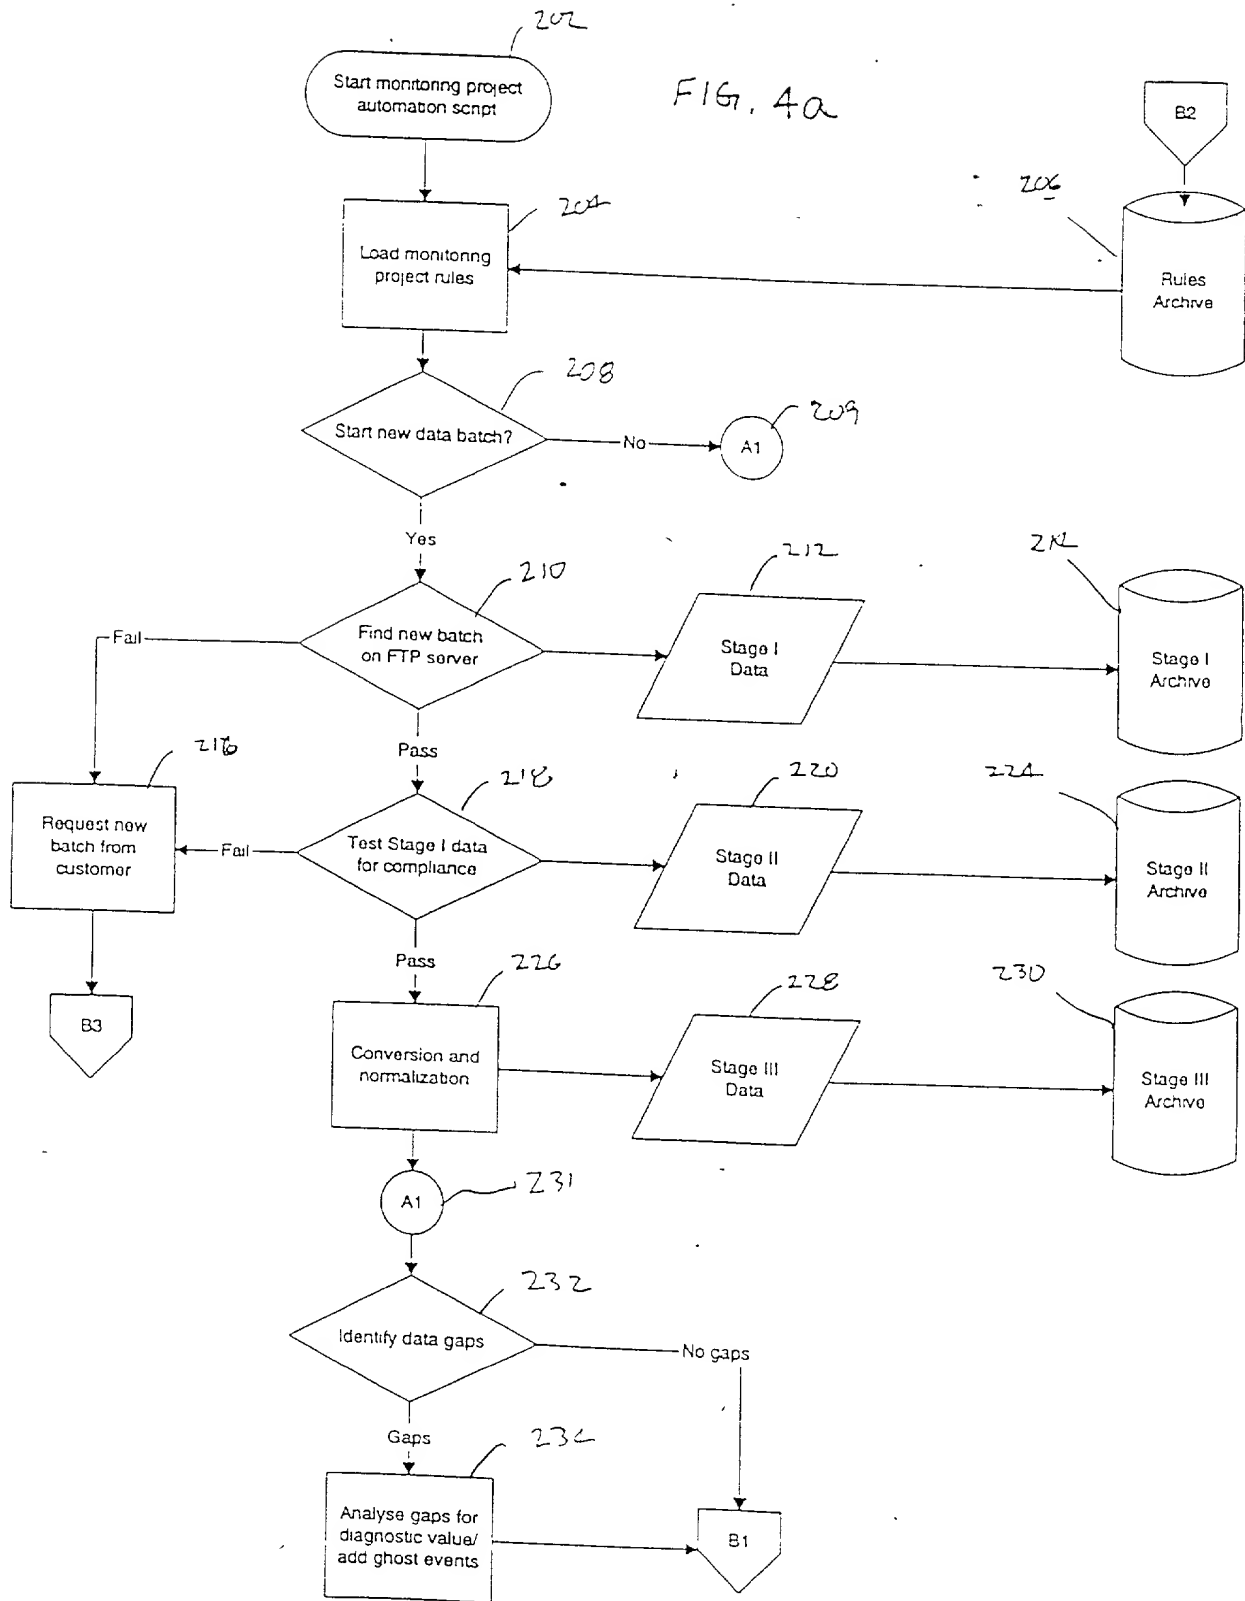 202
Start monitoring project
automation script
FIG. 4a
B2
204
206
Load monitoring
project rules
Rules
Archive
208
209
Start new data batch?
No
A1
Yes
210
212
Fail
Find new batch
on FTP server
Stage I
Data
Stage I
Archive
Pass
216
218
220
224
Request new
batch from
customer
Fail
Test Stage I data
for compliance
Stage II
Data
Stage II
Archive
Pass
226
228
230
B3
Conversion and
normalization
Stage III
Data
Stage III
Archive
A1
231
232
Identify data gaps
No gaps
Gaps
234
Analyse gaps for
diagnostic value/
add ghost events
B1